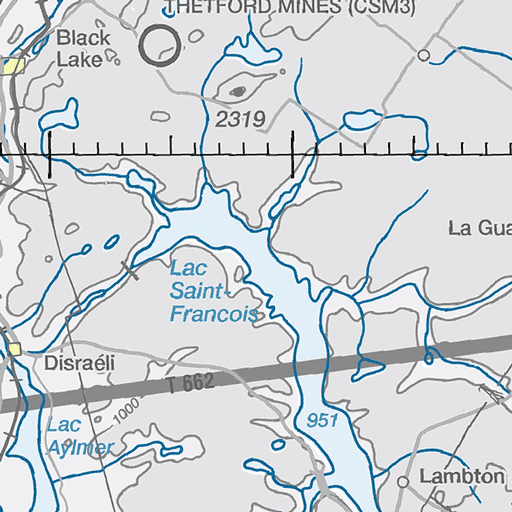 THETFORD MINES (CSM3)
Black
Lake
2319
La Gua
Lac
Saint-
Francois
Disraéli
T 662
1000
951
Lac
Aylmer
Lambton